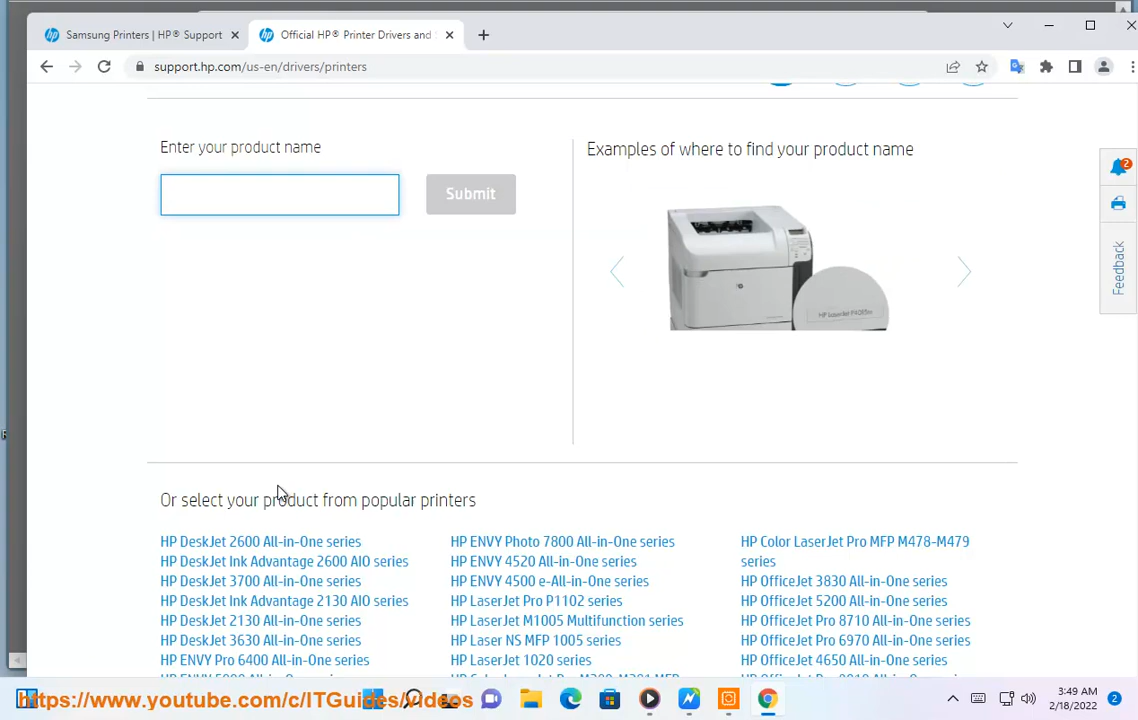 Samsung Printers | HP® Support
Official HP® Printer Drivers and
support.hp.com/us-en/drivers/printers
Enter your product name
Submit
Examples of where to find your product name
HP LaserJet P4015n
2
Feedback
Or select your product from popular printers
HP DeskJet 2600 All-in-One series
HP DeskJet Ink Advantage 2600 AIO series
HP DeskJet 3700 All-in-One series
HP DeskJet Ink Advantage 2130 AIO series
HP DeskJet 2130 All-in-One series
HP DeskJet 3630 All-in-One series
HP ENVY Pro 6400 All-in-One series
HP ENVY Photo 7800 All-in-One series
HP ENVY 4520 All-in-One series
HP ENVY 4500 e-All-in-One series
HP LaserJet Pro P1102 series
HP LaserJet M1005 Multifunction series
HP Laser NS MFP 1005 series
HP LaserJet 1020 series
HP Color LaserJet Pro MFP M478-M479
series
HP OfficeJet 3830 All-in-One series
HP OfficeJet 5200 All-in-One series
HP OfficeJet Pro 8710 All-in-One series
HP OfficeJet Pro 6970 All-in-One series
HP OfficeJet 4650 All-in-One series
https://www.youtube.com/c/ITGuides/videos
3:49 AM
2/18/2022
2